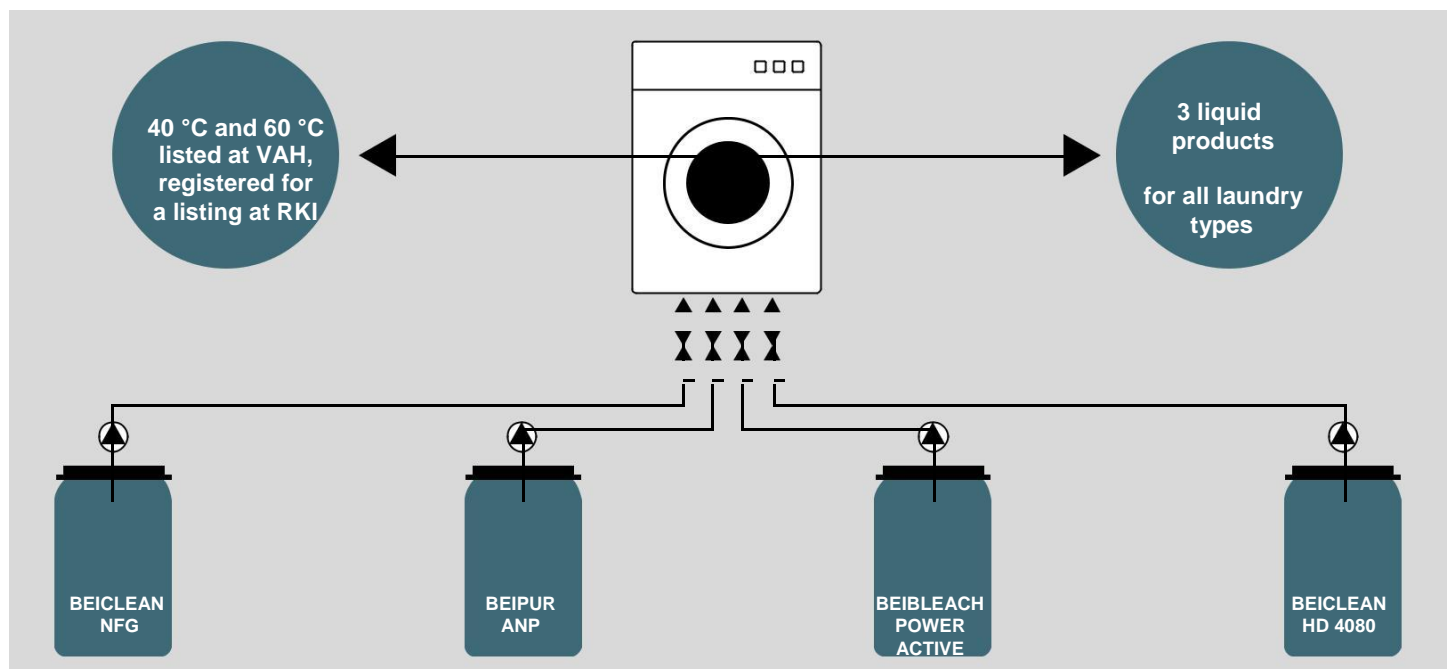 40 °C and 60 °C
listed at VAH,
registered for
a listing at RKI
3 liquid
products
for all laundry
types
BEICLEAN
NFG
BEIPUR
ANP
BEIBLEACH
POWER
ACTIVE
BEICLEAN
HD 4080